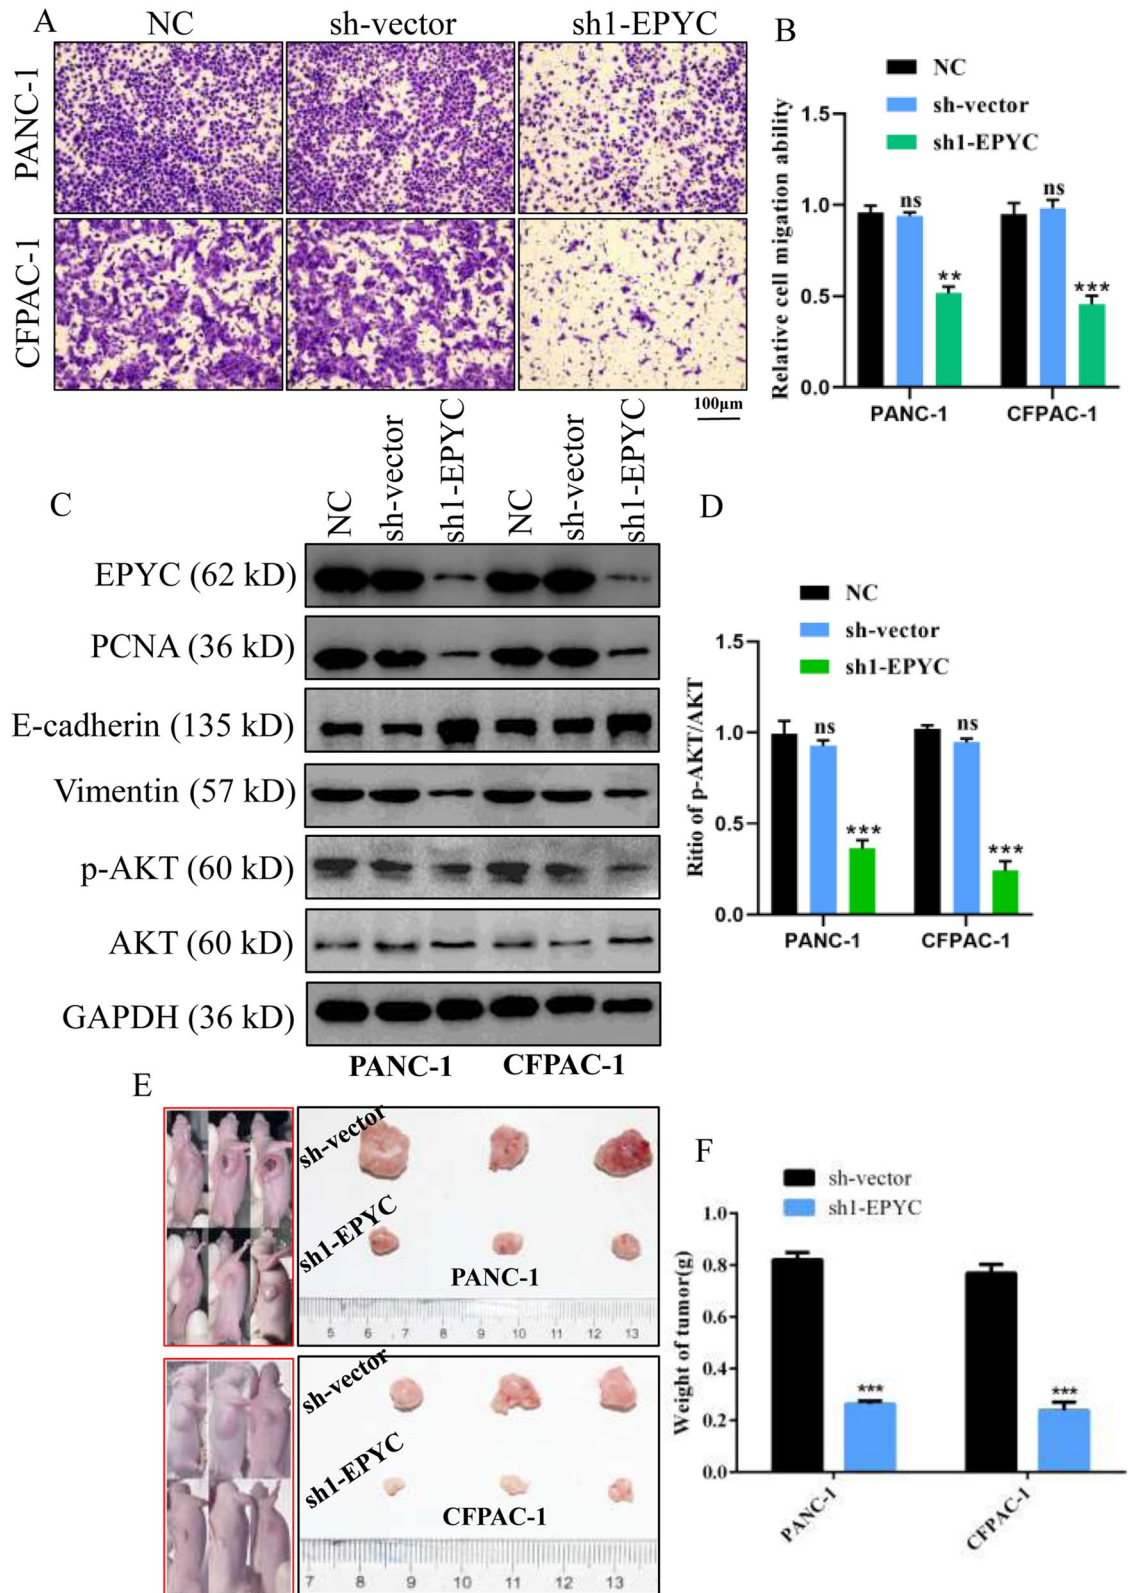 A
NC
sh-vector
sh1-EPYC
PANC-1
CFPAC-1
100μm
B
NC
sh-vector
sh1-EPYC
Relative cell migation ability
1.5
1.0
0.5
0.0
ns
**
ns
***
PANC-1
CFPAC-1
C
NC
sh-vector
sh1-EPYC
NC
sh-vector
sh1-EPYC
EPYC (62 kD)
PCNA (36 kD)
E-cadherin (135 kD)
Vimentin (57 kD)
p-AKT (60 kD)
AKT (60 kD)
GAPDH (36 kD)
PANC-1
CFPAC-1
D
NC
sh-vector
sh1-EPYC
Ritio of p-AKT/AKT
1.5
1.0
0.5
0.0
ns
***
ns
***
PANC-1
CFPAC-1
E
sh-vector
sh1-EPYC
PANC-1
5 6 7 8 9 10 11 12 13
sh-vector
sh1-EPYC
CFPAC-1
7 8 9 10 11 12 13
F
sh-vector
sh1-EPYC
Weight of tumor(g)
1.0
0.8
0.6
0.4
0.2
0.0
***
***
PANC-1
CFPAC-1